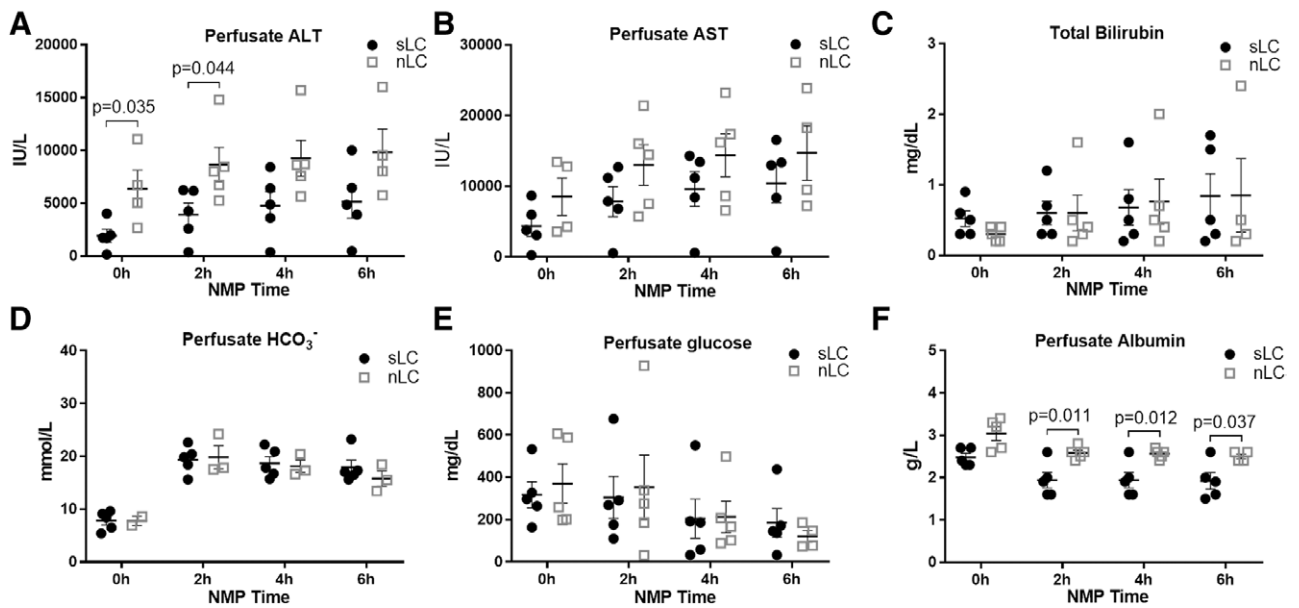 A
Perfusate ALT
sLC
nLC
20000
15000
10000
5000
0
IU/L
p=0.035
p=0.044
0h 2h 4h 6h
NMP Time
B
Perfusate AST
sLC
nLC
30000
20000
10000
0
IU/L
0h 2h 4h 6h
NMP Time
C
Total Bilirubin
sLC
nLC
3
2
1
0
mg/dL
0h 2h 4h 6h
NMP Time
D
Perfusate HCO₃⁻
sLC
nLC
40
30
20
10
0
mmol/L
0h 2h 4h 6h
NMP Time
E
Perfusate glucose
sLC
nLC
1000
800
600
400
200
0
mg/dL
0h 2h 4h 6h
NMP Time
F
Perfusate Albumin
sLC
nLC
5
4
3
2
1
0
g/L
p=0.011 p=0.012 p=0.037
0h 2h 4h 6h
NMP Time